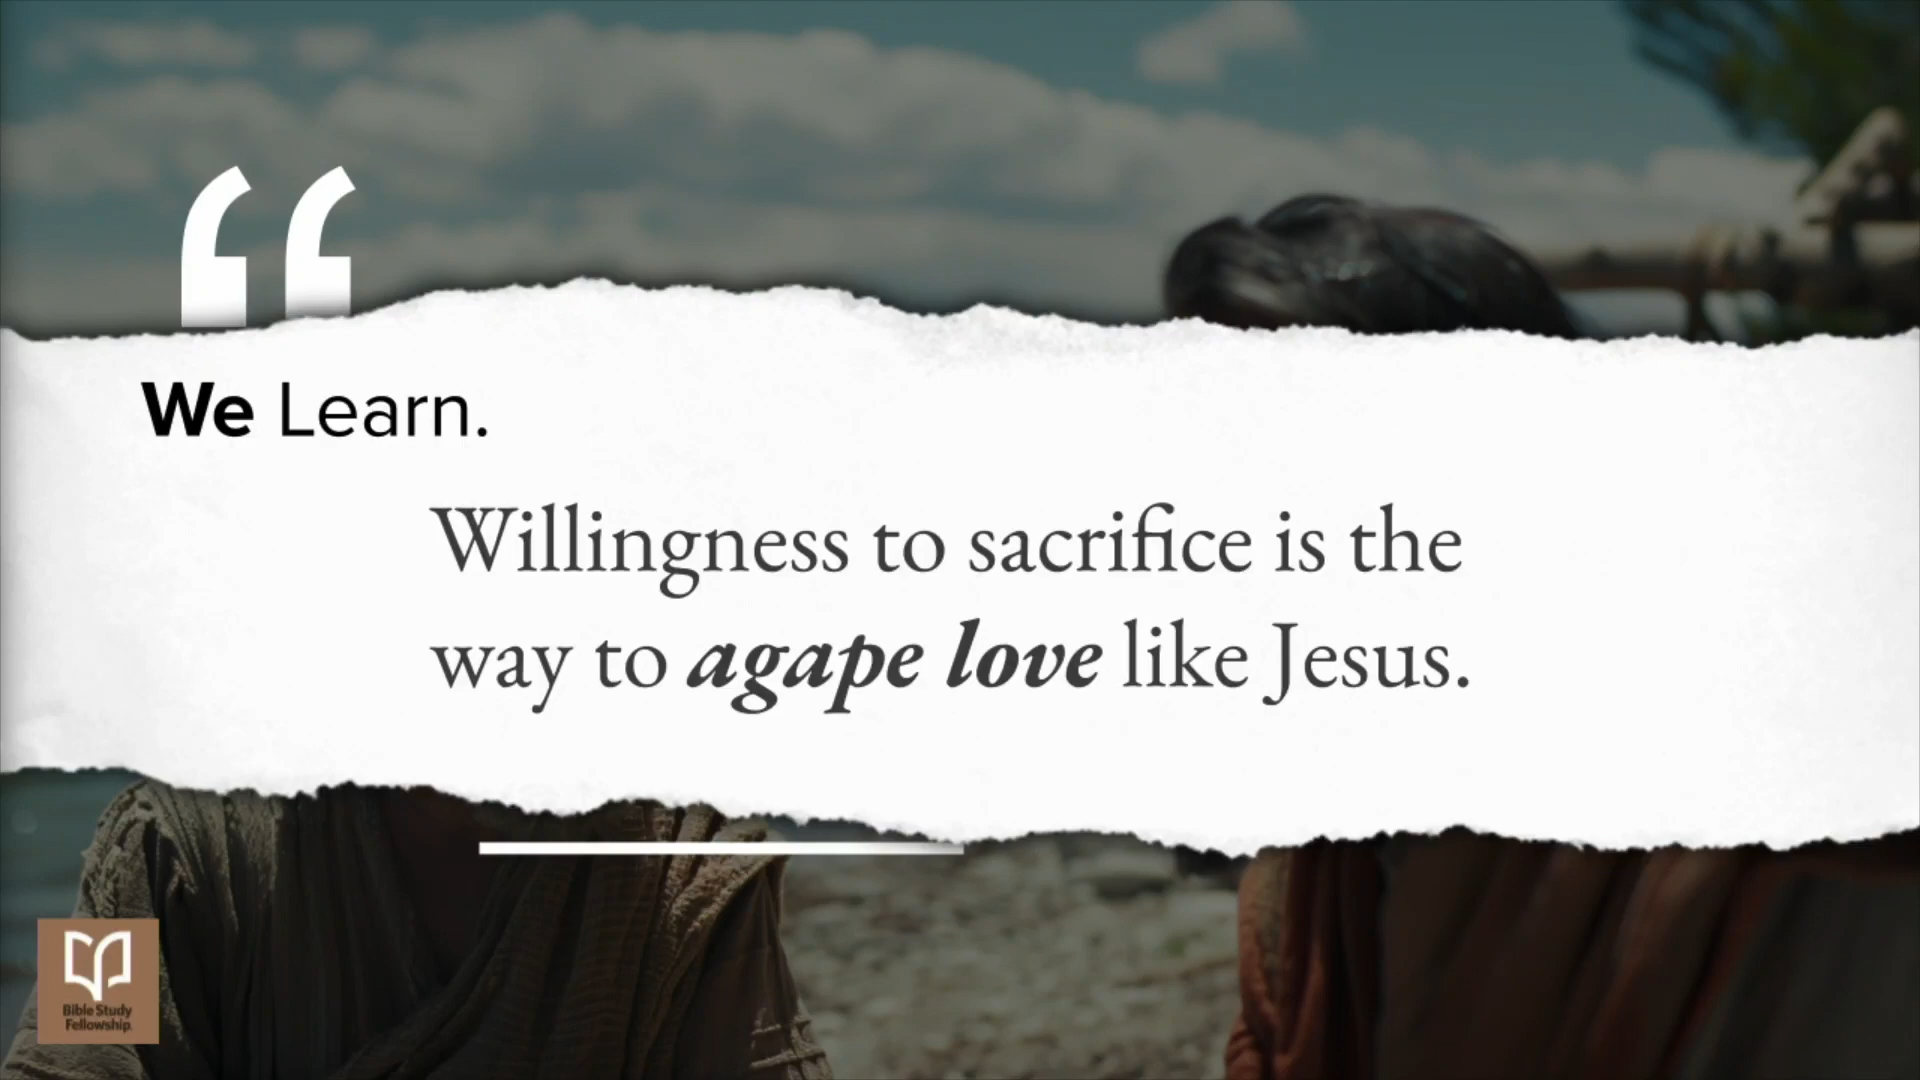 “
We Learn.
Willingness to sacrifice is the
way to agape love like Jesus.
Bible Study
Fellowship